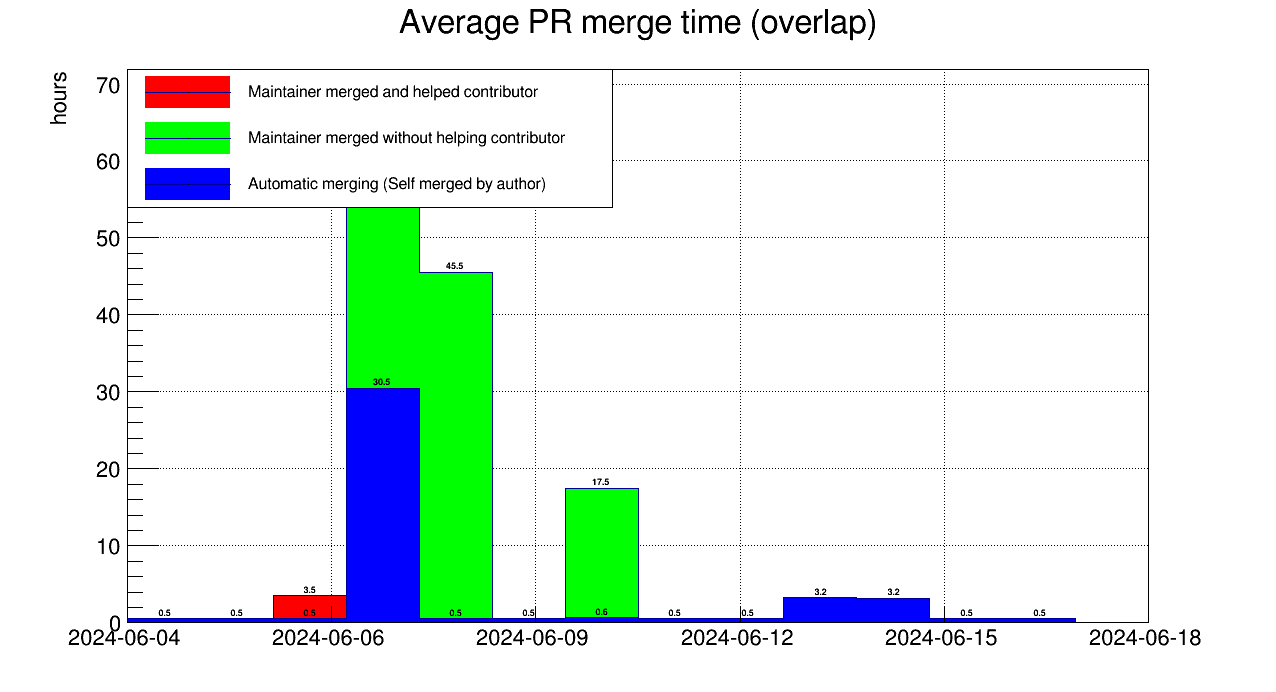 Average PR merge time (overlap)
hours
70
60
50
40
30
20
10
0
Maintainer merged and helped contributor
Maintainer merged without helping contributor
Automatic merging (Self merged by author)
45.5
30.5
17.5
3.5
3.2 3.2
0.5 0.5 0.5 0.5 0.5 0.6 0.5 0.5 0.5 0.5
2024-06-04 2024-06-06 2024-06-09 2024-06-12 2024-06-15 2024-06-18